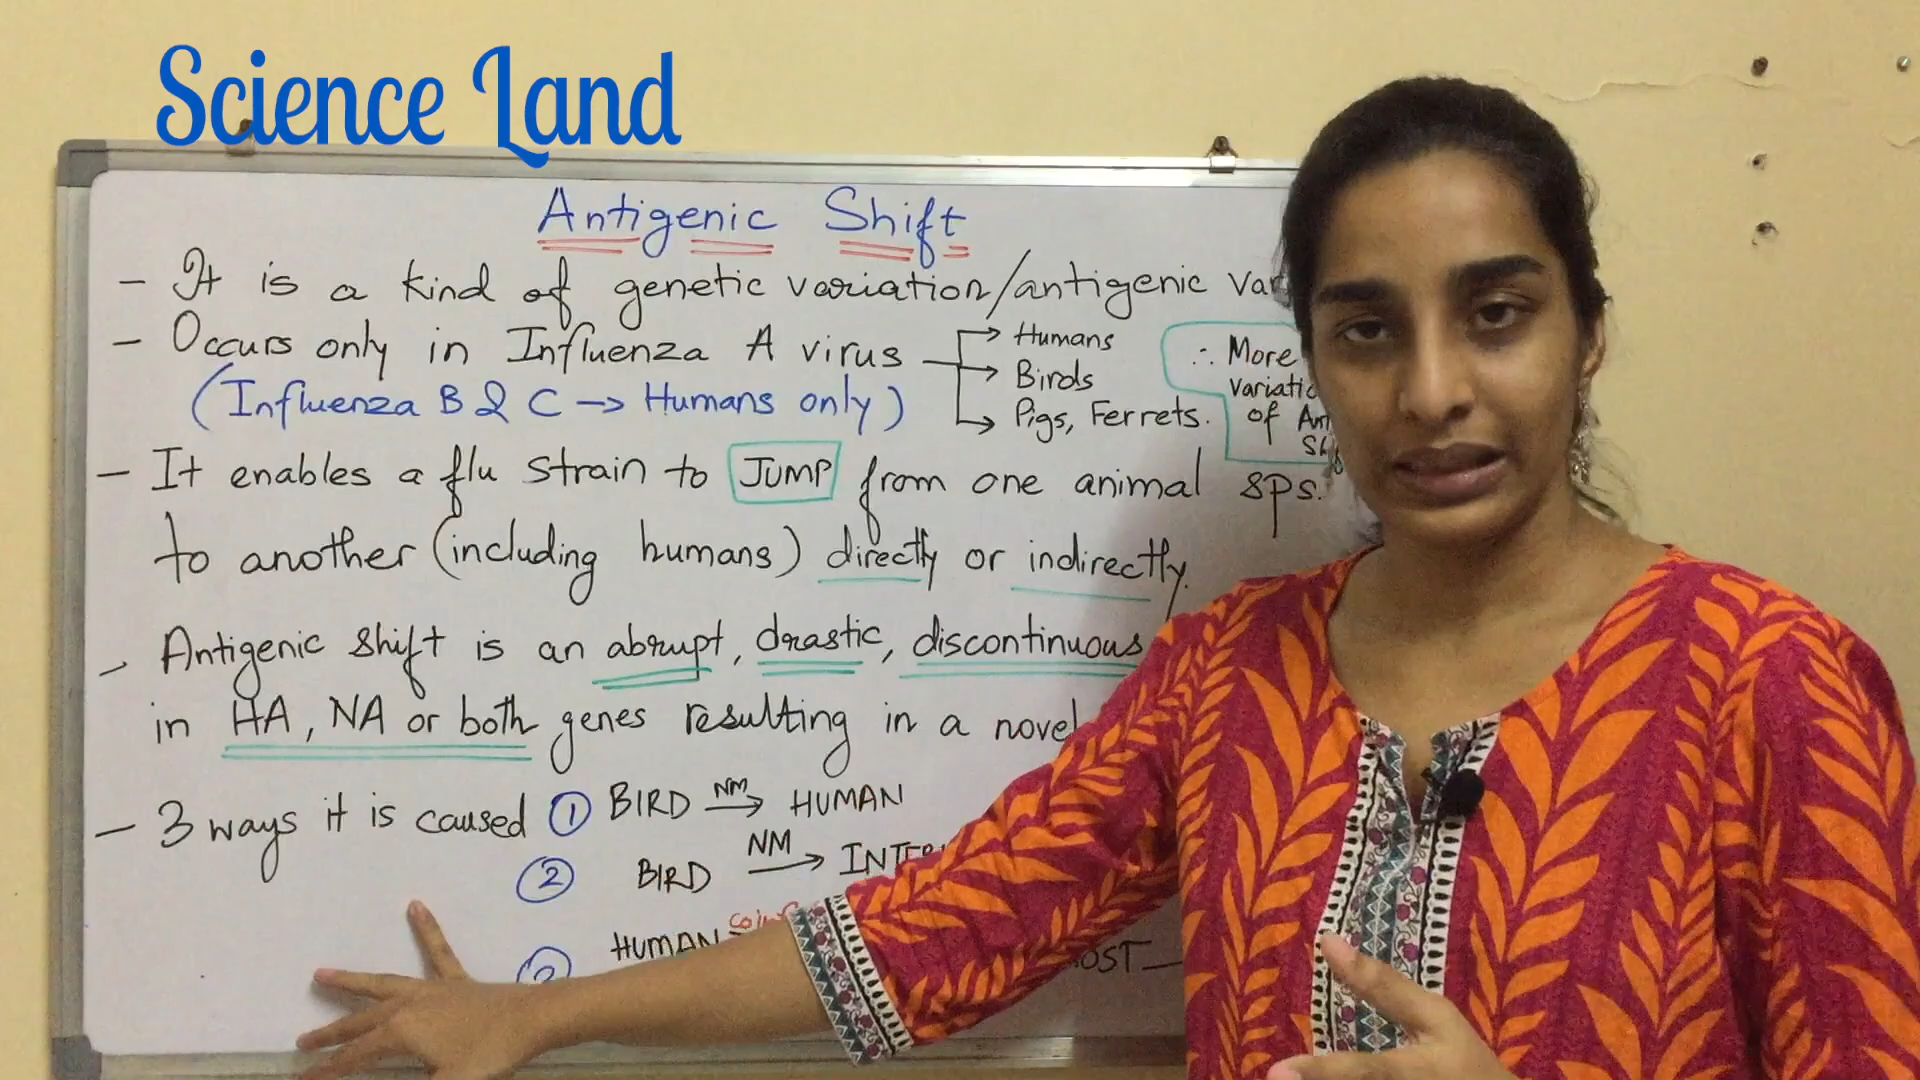 Science Land
Antigenic Shift
- It is a kind of genetic variation/antigenic
- Occurs only in Influenza A virus → Humans
→ Birds
→ Pigs, Ferrets.
(Influenza B & C → Humans only)
∴ More
of
- It enables a flu strain to JUMP from one animal sps.
to another (including humans) directly or indirectly.
- Antigenic shift is an abrupt, drastic, discontinuous
in HA, NA or both genes resulting in a novel
- 3 ways it is caused ① BIRD NM→ HUMAN
② BIRD NM→
HUMAN